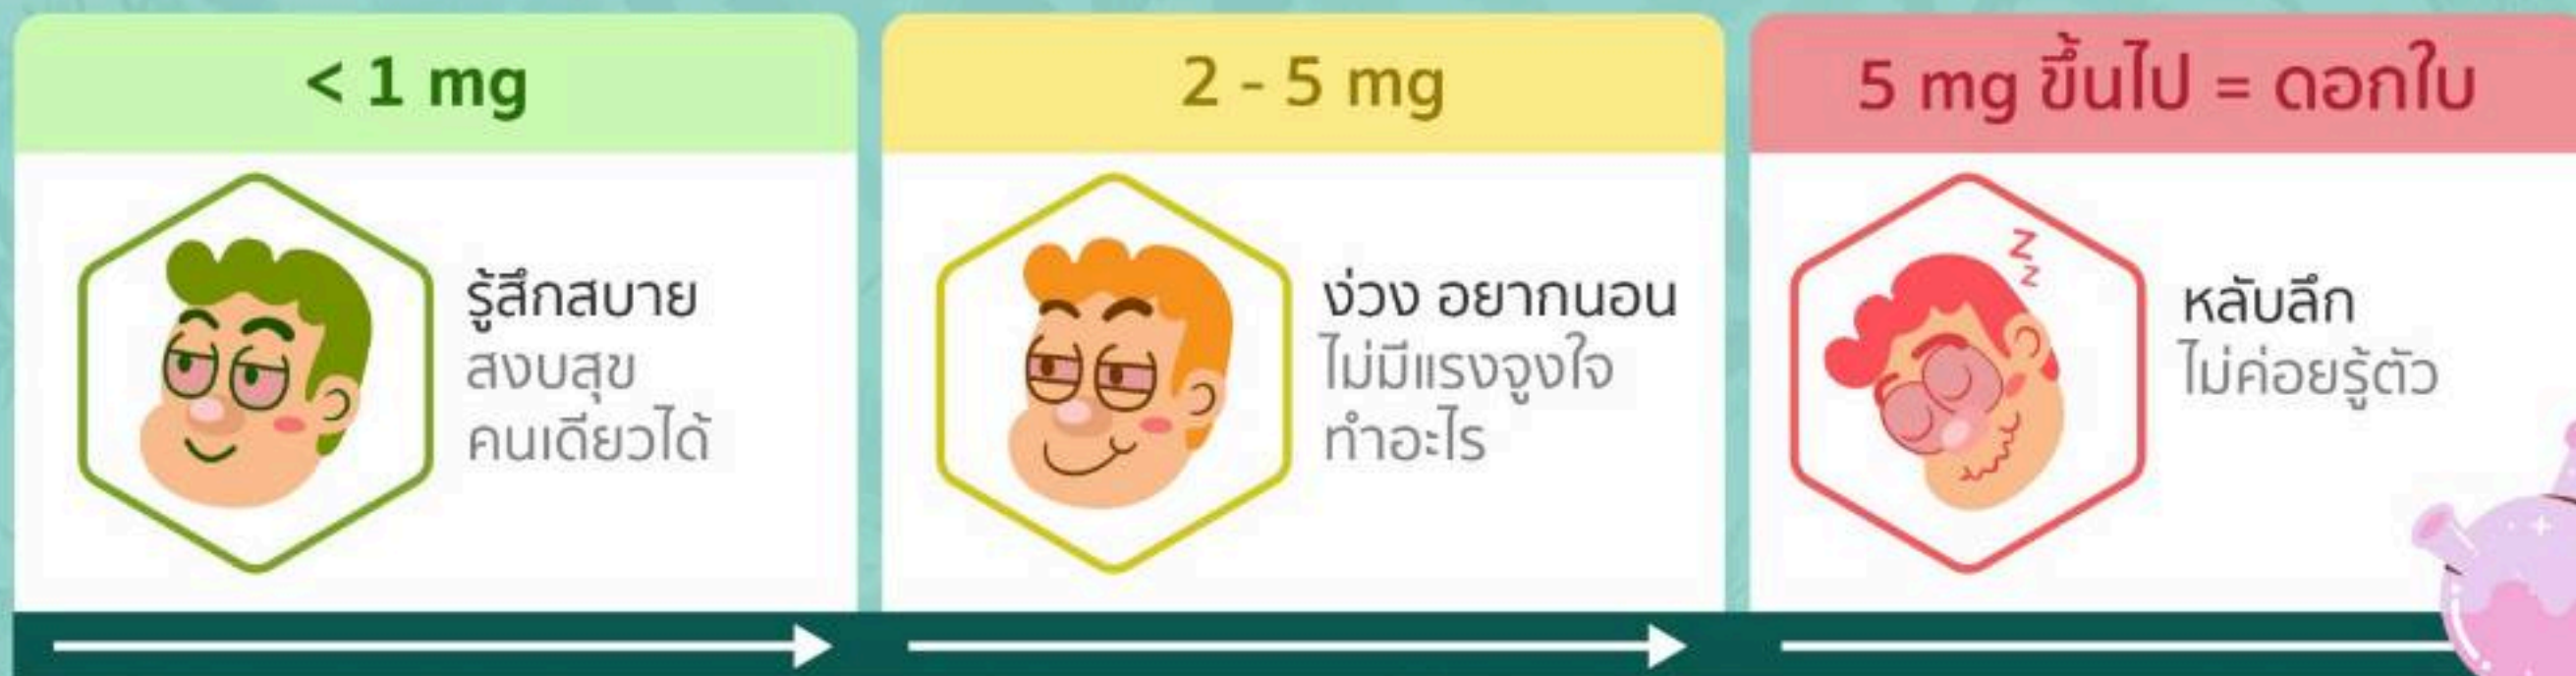 < 1 mg
รู้สึกสบาย
สงบสุข
คนเดียวได้
2 - 5 mg
ง่วง อยากนอน
ไม่มีแรงจูงใจ
ทำอะไร
5 mg ขึ้นไป = ดอกใบ
z
z
หลับลึก
ไม่ค่อยรู้ตัว